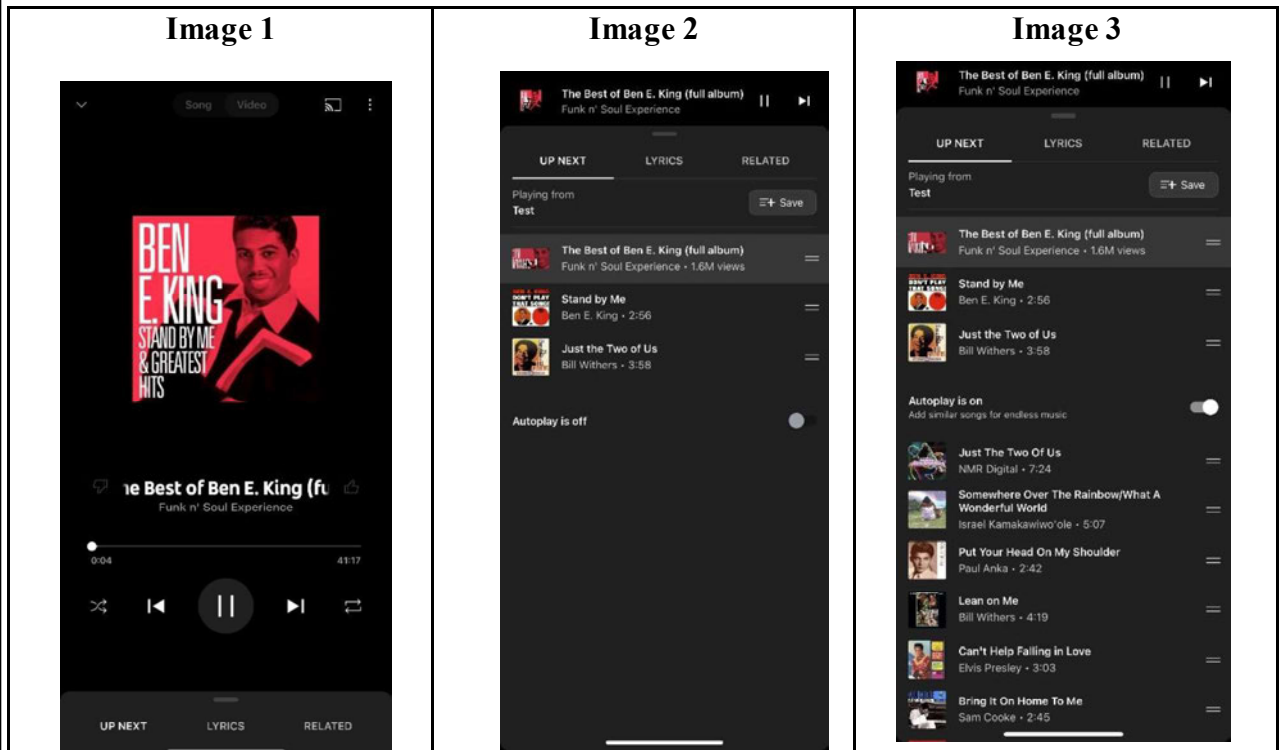 Image 1
Image 2
Image 3
Song Video
BEN
E. KING
STAND BY ME
& GREATEST
HITS
he Best of Ben E. King (fu
Funk n' Soul Experience
0:04 41:17
UP NEXT LYRICS RELATED
The Best of Ben E. King (full album)
Funk n' Soul Experience
UP NEXT LYRICS RELATED
Playing from
Test
Save
The Best of Ben E. King (full album)
Funk n' Soul Experience • 1.6M views
Stand by Me
Ben E. King • 2:56
Just the Two of Us
Bill Withers • 3:58
Autoplay is off
The Best of Ben E. King (full album)
Funk n' Soul Experience
UP NEXT LYRICS RELATED
Playing from
Test
Save
The Best of Ben E. King (full album)
Funk n' Soul Experience • 1.6M views
Stand by Me
Ben E. King • 2:56
Just the Two of Us
Bill Withers • 3:58
Autoplay is on
Add similar songs for endless music
Just The Two Of Us
NMR Digital • 7:24
Somewhere Over The Rainbow/What A
Wonderful World
Israel Kamakawiwo'ole • 5:07
Put Your Head On My Shoulder
Paul Anka • 2:42
Lean on Me
Bill Withers • 4:19
Can't Help Falling in Love
Elvis Presley • 3:03
Bring It On Home To Me
Sam Cooke • 2:45